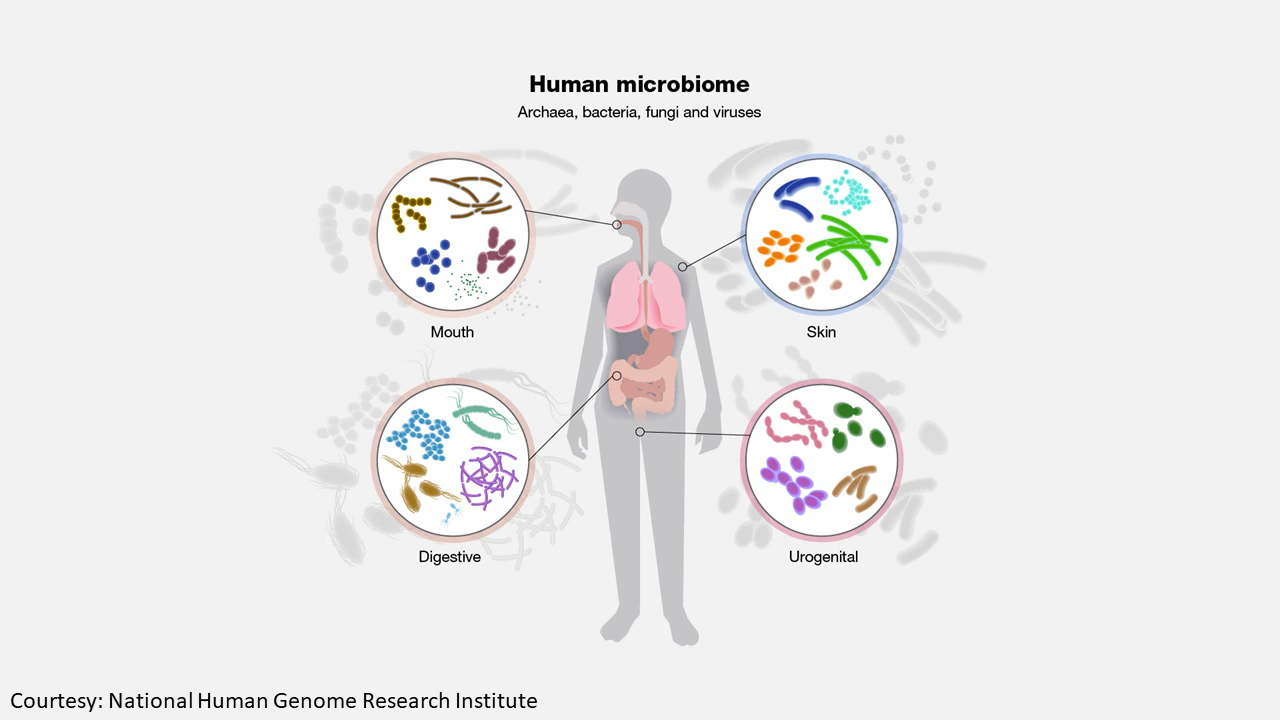 Human microbiome
Archaea, bacteria, fungi and viruses
Mouth
Skin
Digestive
Urogenital
Courtesy: National Human Genome Research Institute